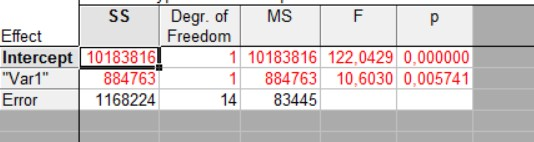 SS Degr. of MS F p
Effect Freedom
Intercept 10183816 1 10183816 122,0429 0,000000
"Var1" 884763 1 884763 10,6030 0,005741
Error 1168224 14 83445